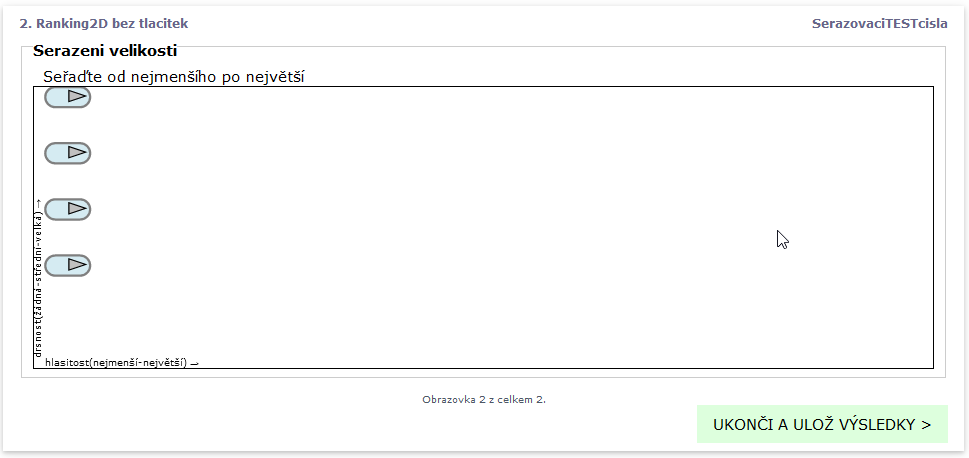 2. Ranking2D bez tlacitek
SerazovaciTESTcisla
Serazeni velikosti
Seřaďte od nejmenšího po největší
drsnost(žádná-střední-velká) →
hlasitost(nejmenší-největší) →
Obrazovka 2 z celkem 2.
UKONČI A ULOŽ VÝSLEDKY >